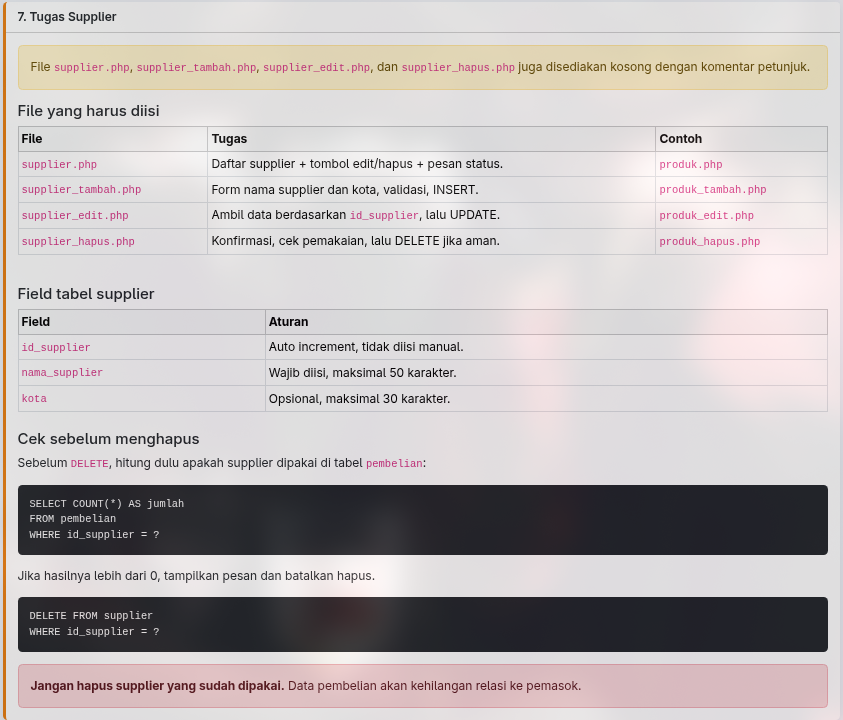 7. Tugas Supplier
File supplier.php, supplier_tambah.php, supplier_edit.php, dan supplier_hapus.php juga disediakan kosong dengan komentar petunjuk.
File yang harus diisi
File Tugas Contoh
supplier.php Daftar supplier + tombol edit/hapus + pesan status. produk.php
supplier_tambah.php Form nama supplier dan kota, validasi, INSERT. produk_tambah.php
supplier_edit.php Ambil data berdasarkan id_supplier, lalu UPDATE. produk_edit.php
supplier_hapus.php Konfirmasi, cek pemakaian, lalu DELETE jika aman. produk_hapus.php
Field tabel supplier
Field Aturan
id_supplier Auto increment, tidak diisi manual.
nama_supplier Wajib diisi, maksimal 50 karakter.
kota Opsional, maksimal 30 karakter.
Cek sebelum menghapus
Sebelum DELETE, hitung dulu apakah supplier dipakai di tabel pembelian:
SELECT COUNT(*) AS jumlah
FROM pembelian
WHERE id_supplier = ?
Jika hasilnya lebih dari 0, tampilkan pesan dan batalkan hapus.
DELETE FROM supplier
WHERE id_supplier = ?
Jangan hapus supplier yang sudah dipakai. Data pembelian akan kehilangan relasi ke pemasok.